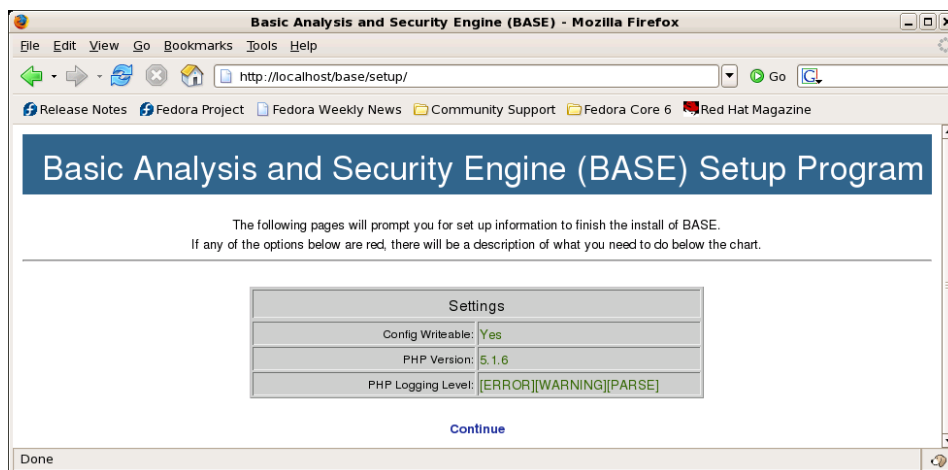 Basic Analysis and Security Engine (BASE) - Mozilla Firefox
File Edit View Go Bookmarks Tools Help
http://localhost/base/setup/ Go G
Release Notes Fedora Project Fedora Weekly News Community Support Fedora Core 6 Red Hat Magazine
Basic Analysis and Security Engine (BASE) Setup Program
The following pages will prompt you for set up information to finish the install of BASE.
If any of the options below are red, there will be a description of what you need to do below the chart.
Settings
Config Writeable: Yes
PHP Version: 5.1.6
PHP Logging Level: [ERROR][WARNING][PARSE]
Continue
Done